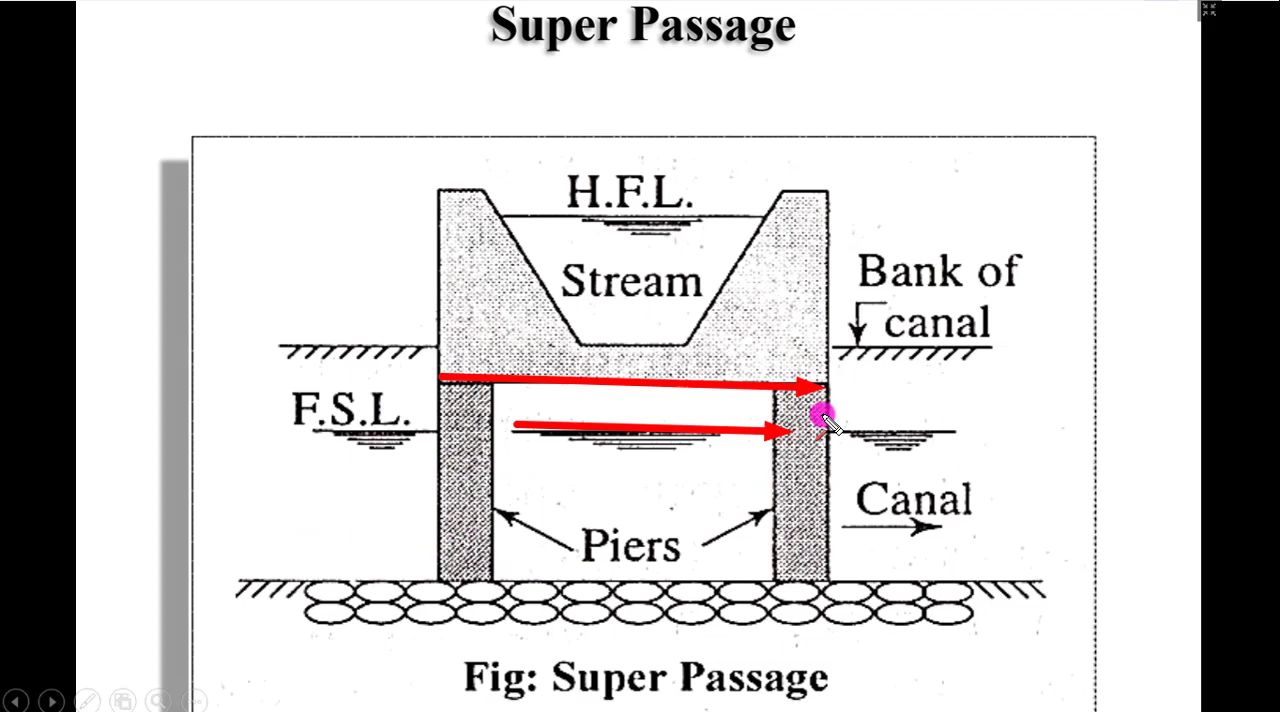 Super Passage
H.F.L.
Stream
Bank of
canal
F.S.L.
Canal
Piers
Fig: Super Passage